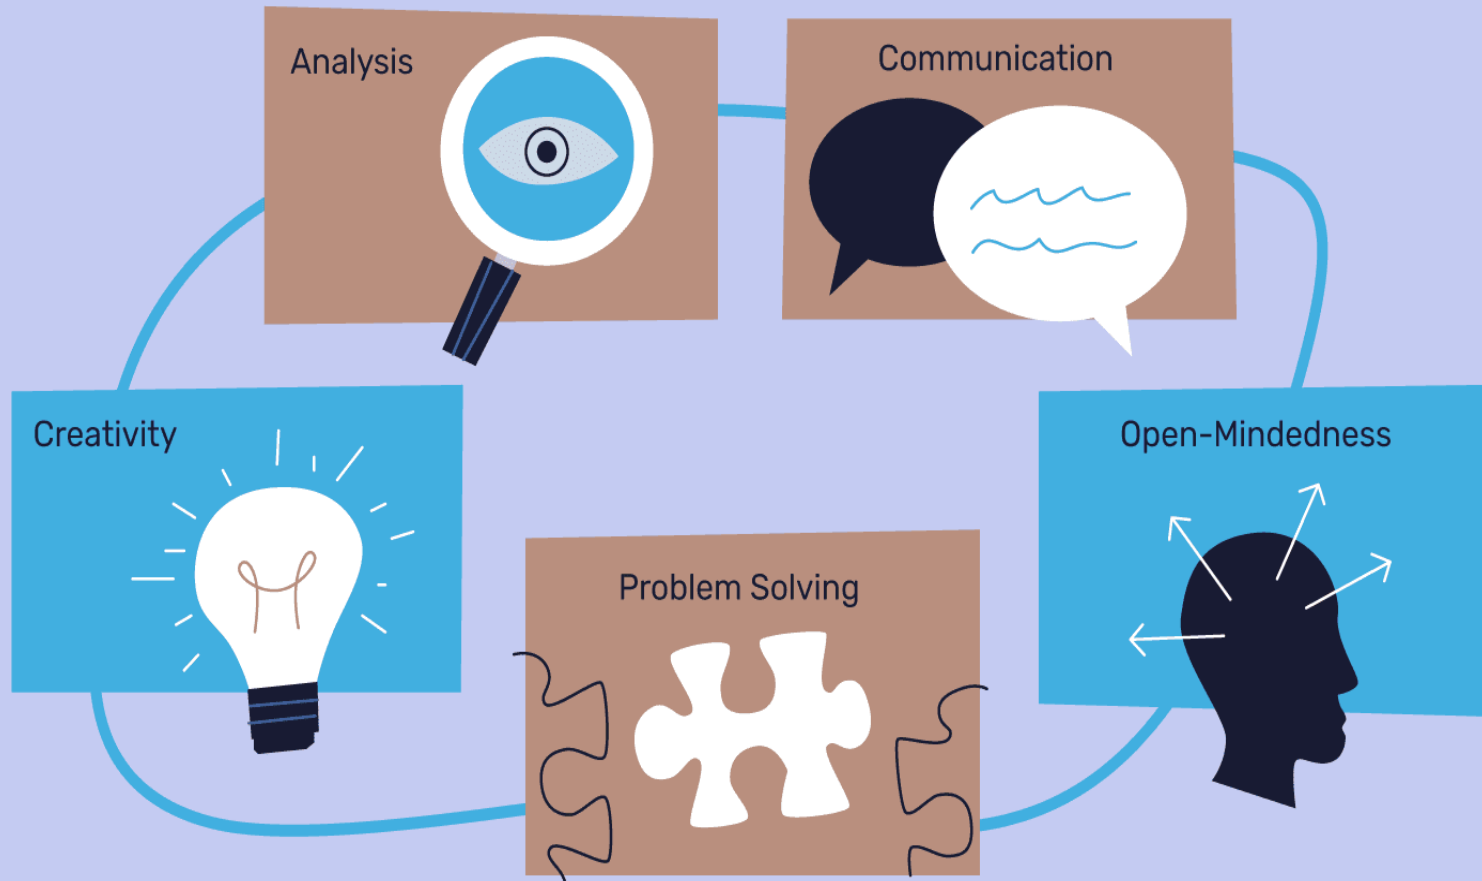 Analysis
Communication
Creativity
Open-Mindedness
Problem Solving